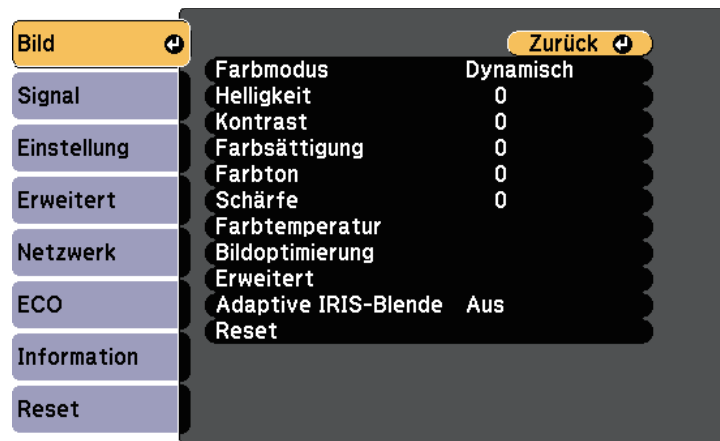 Bild
Signal
Einstellung
Erweitert
Netzwerk
ECO
Information
Reset
Zurück
Farbmodus Dynamisch
Helligkeit 0
Kontrast 0
Farbsättigung 0
Farbton 0
Schärfe 0
Farbtemperatur
Bildoptimierung
Erweitert
Adaptive IRIS-Blende Aus
Reset